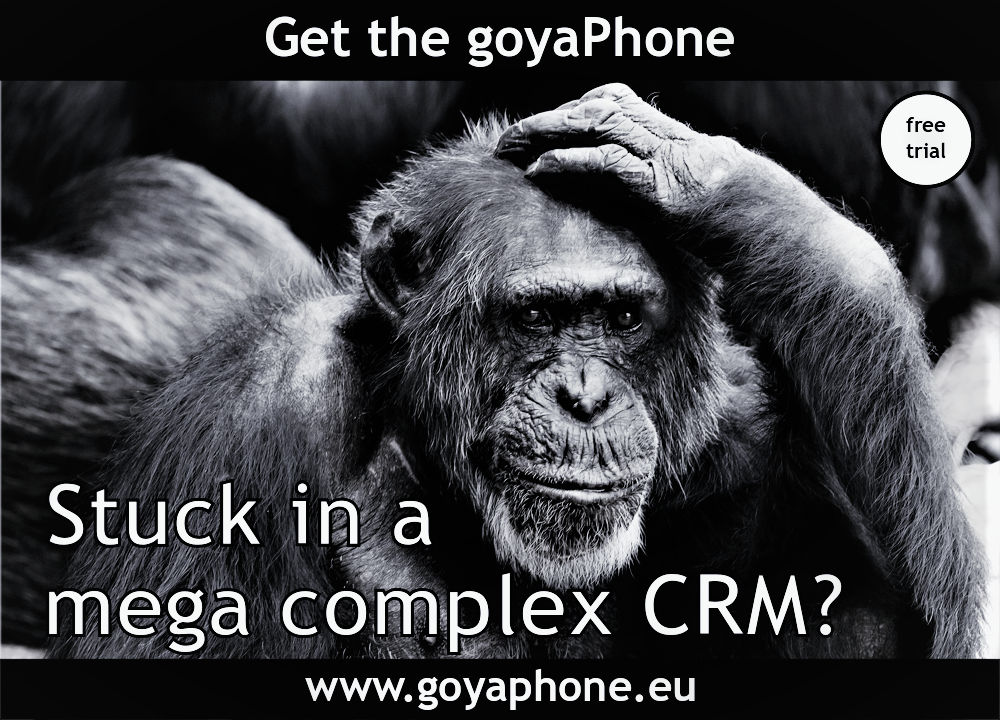 Get the goyaPhone
free
trial
Stuck in a
mega complex CRM?
www.goyaphone.eu